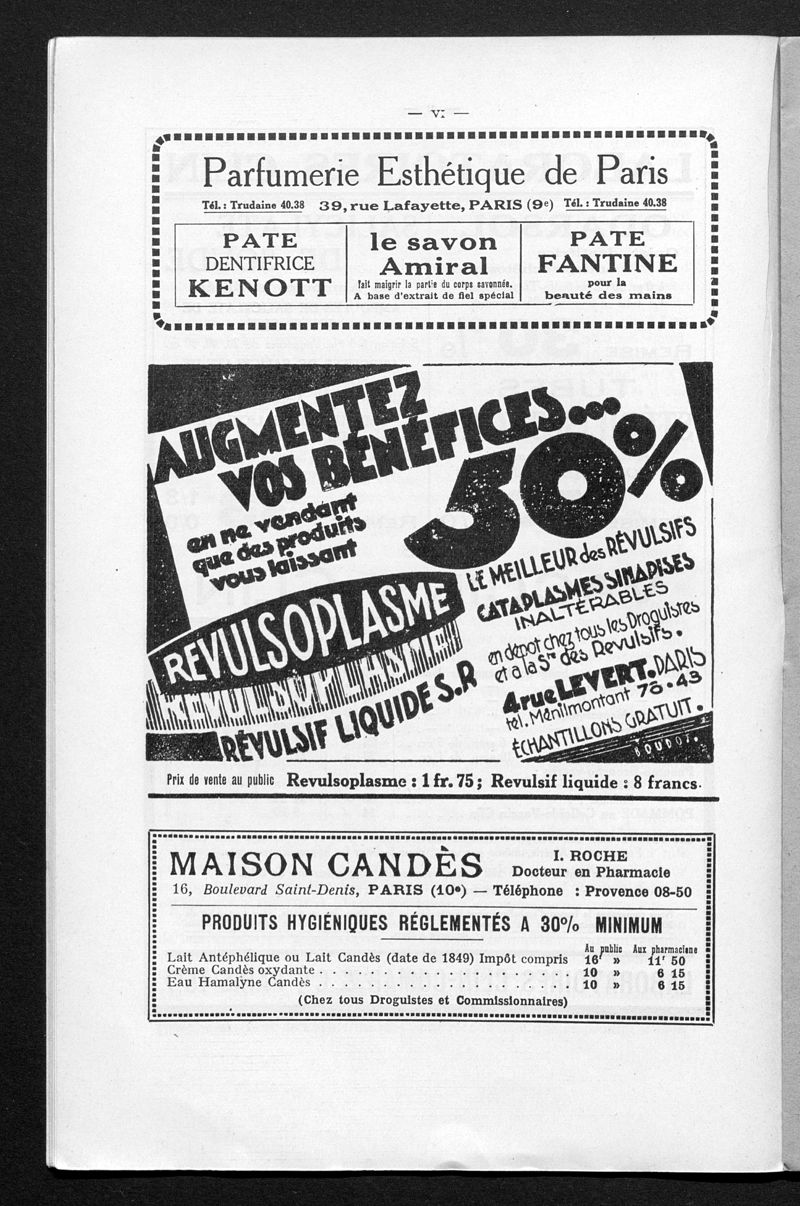 — VI —
Parfumerie Esthétique de Paris
Tél. : Trudaine 40.38 39, rue Lafayette, PARIS (9e) Tél. : Trudaine 40.38
PATE
DENTIFRICE
KENOTT
le savon
Amiral
fait maigrir la partie du corps savonnée.
A base d'extrait de fiel spécial
PATE
FANTINE
pour la
beauté des mains
AUGMENTEZ
VOS BÉNÉFICES...
en ne vendant
que des produits
vous laissant
50%
LE MEILLEUR des RÉVULSIFS
CATAPLASMES SINAPISES
INALTÉRABLES
en dépot chez tous les Droguistes
et à la Sté des Revulsifs.
4 rue LEVERT. PARIS
tél. Ménilmontant 76-43
ÉCHANTILLONS GRATUIT.
REVULSOPLASME
REVULSOPLASME
RÉVULSIF LIQUIDE S.R
Prix de vente au public Revulsoplasme : 1 fr. 75 ; Revulsif liquide : 8 francs.
MAISON CANDÈS
I. ROCHE
Docteur en Pharmacie
16, Boulevard Saint-Denis, PARIS (10e) — Téléphone : Provence 08-50
PRODUITS HYGIÉNIQUES RÉGLEMENTÉS A 30% MINIMUM
Au public Aux pharmaciens
Lait Antéphélique ou Lait Candès (date de 1849) Impôt compris 16f » 11f 50
Crème Candès oxydante . . . . . . . . . . . . . . . . . . . . 10 » 6 15
Eau Hamalyne Candès . . . . . . . . . . . . . . . . . . . . 10 » 6 15
(Chez tous Droguistes et Commissionnaires)